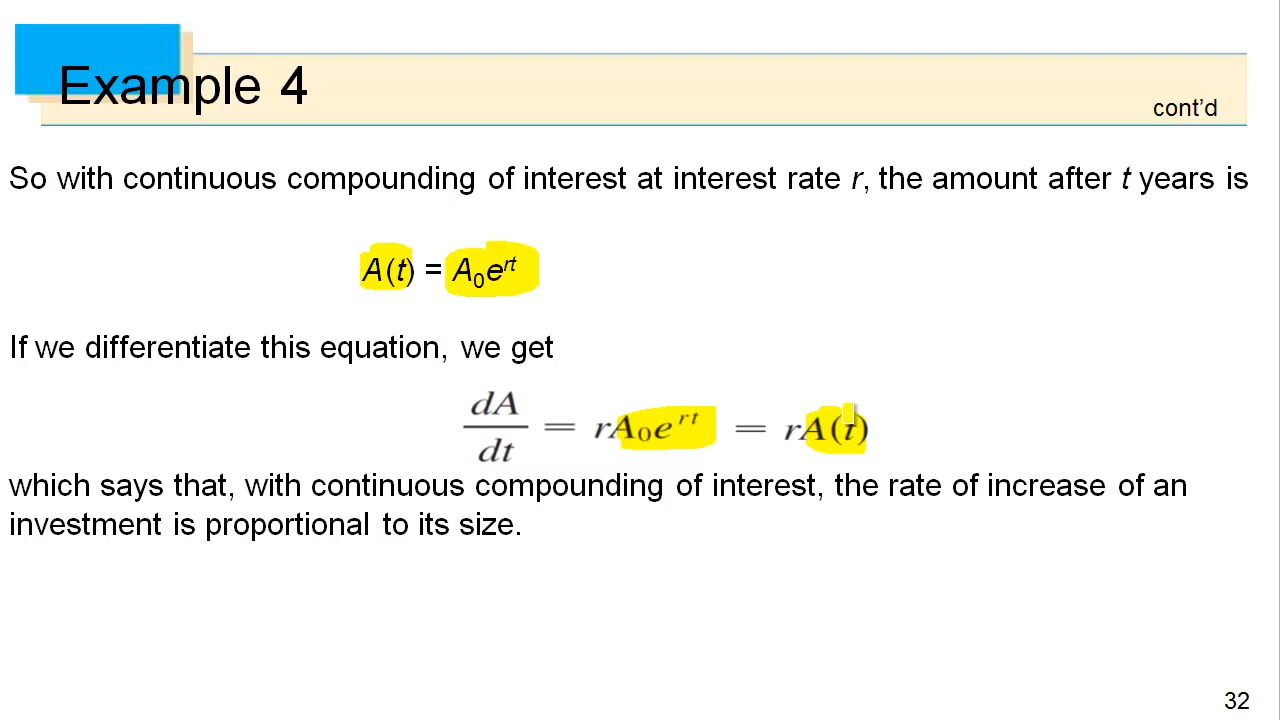 Example 4
cont'd
So with continuous compounding of interest at interest rate r, the amount after t years is
A(t) = A₀eʳᵗ
If we differentiate this equation, we get
dA/dt = rA₀eʳᵗ = rA(t)
which says that, with continuous compounding of interest, the rate of increase of an
investment is proportional to its size.
32